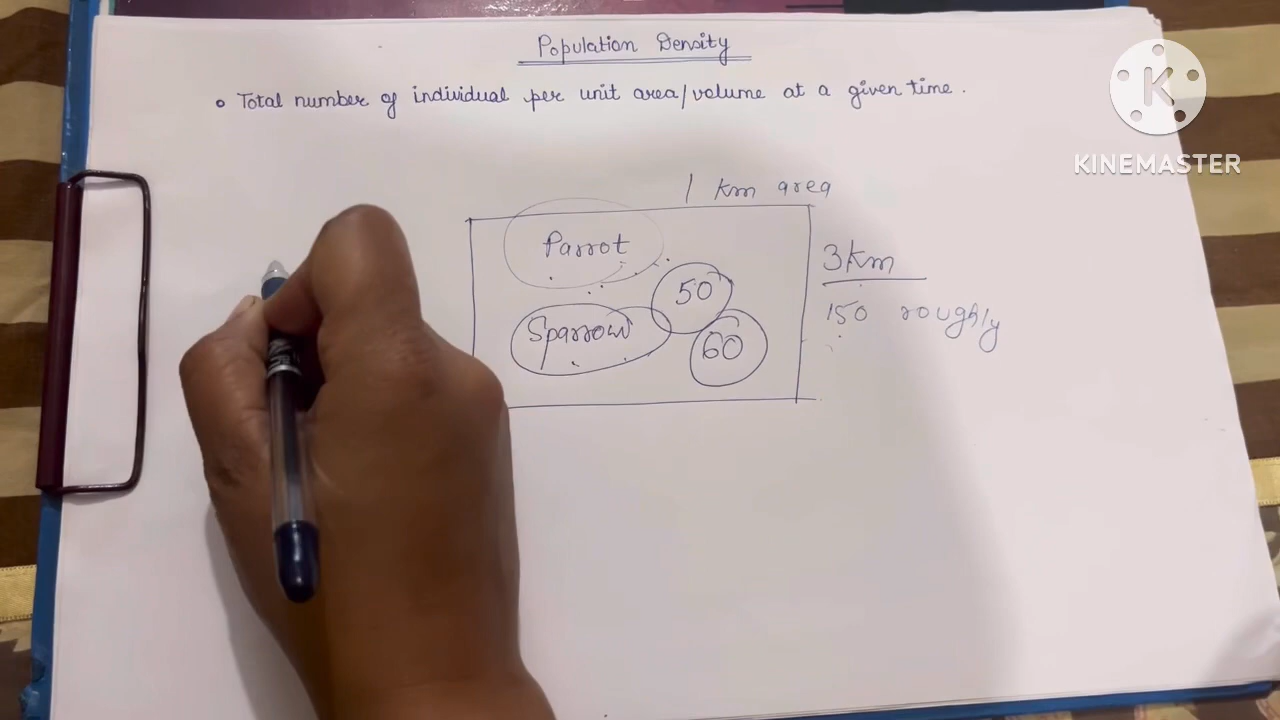 Population Density
Total number of individual per unit area/volume at a given time.
KINEMASTER
1 km area
Parrot
3km
50
150 roughly
Sparrow
60